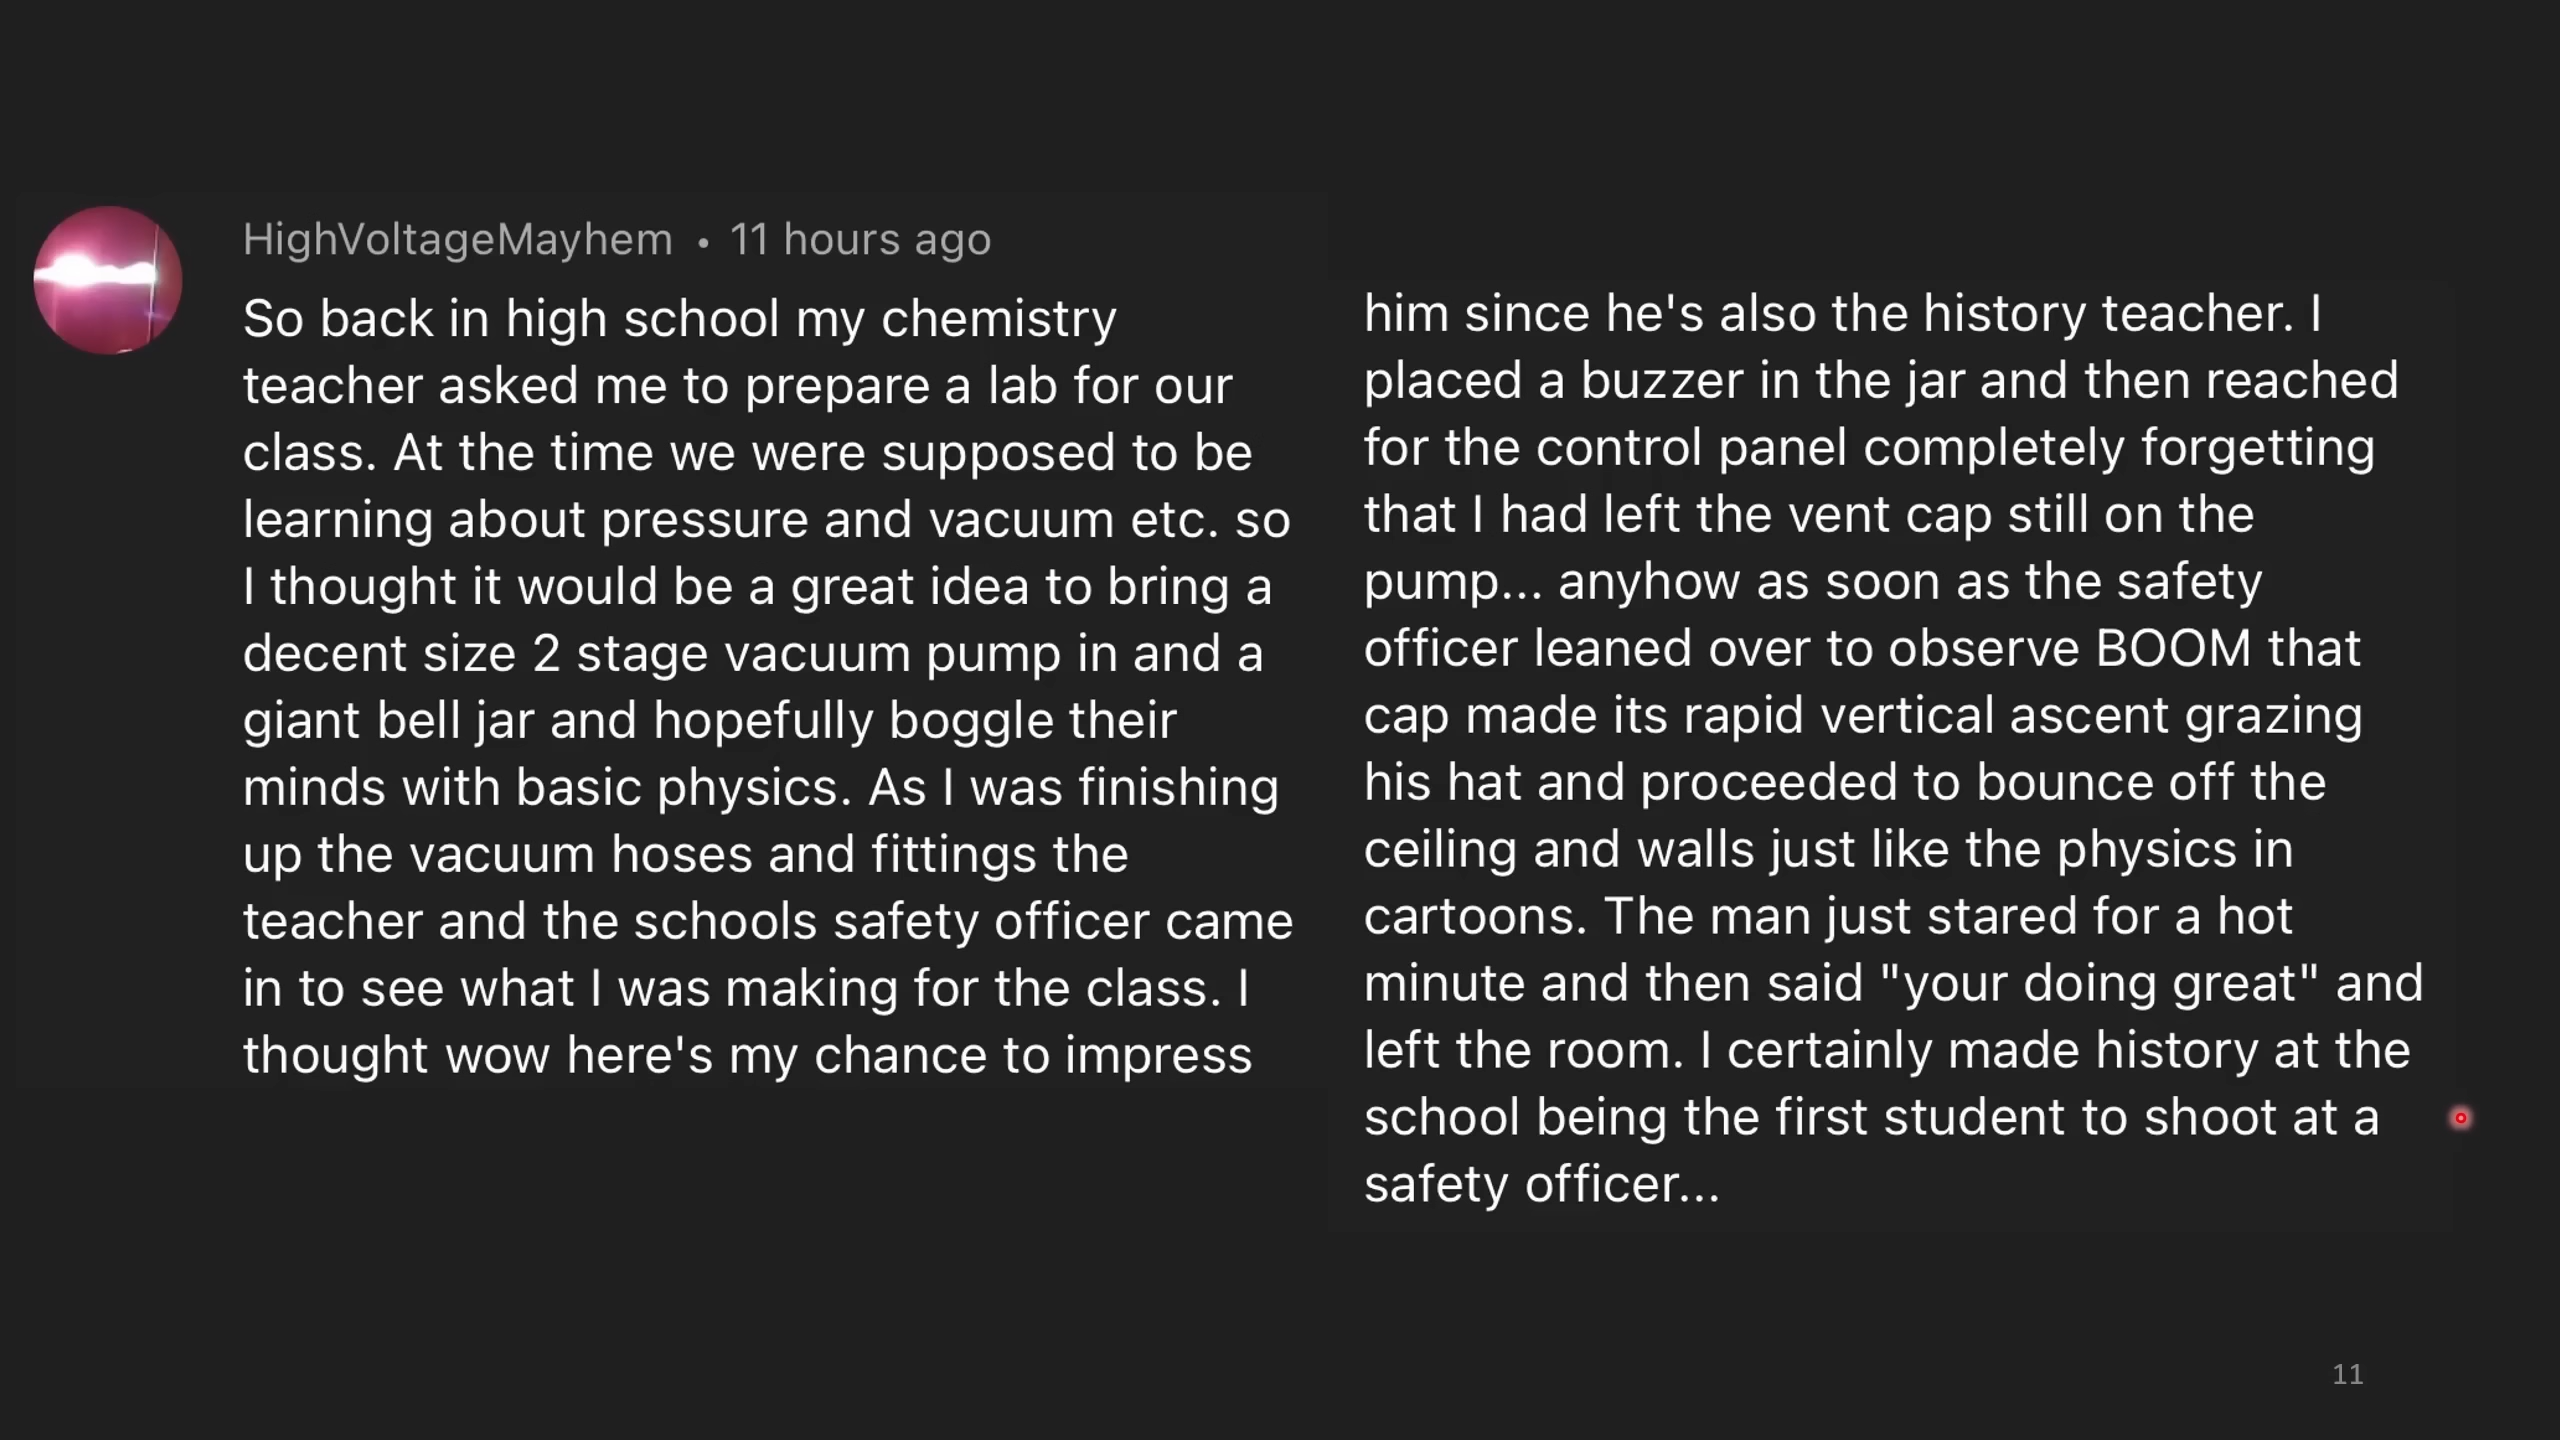 HighVoltageMayhem • 11 hours ago
So back in high school my chemistry
teacher asked me to prepare a lab for our
class. At the time we were supposed to be
learning about pressure and vacuum etc. so
I thought it would be a great idea to bring a
decent size 2 stage vacuum pump in and a
giant bell jar and hopefully boggle their
minds with basic physics. As I was finishing
up the vacuum hoses and fittings the
teacher and the schools safety officer came
in to see what I was making for the class. I
thought wow here's my chance to impress
him since he's also the history teacher. I
placed a buzzer in the jar and then reached
for the control panel completely forgetting
that I had left the vent cap still on the
pump... anyhow as soon as the safety
officer leaned over to observe BOOM that
cap made its rapid vertical ascent grazing
his hat and proceeded to bounce off the
ceiling and walls just like the physics in
cartoons. The man just stared for a hot
minute and then said "your doing great" and
left the room. I certainly made history at the
school being the first student to shoot at a
safety officer...
11